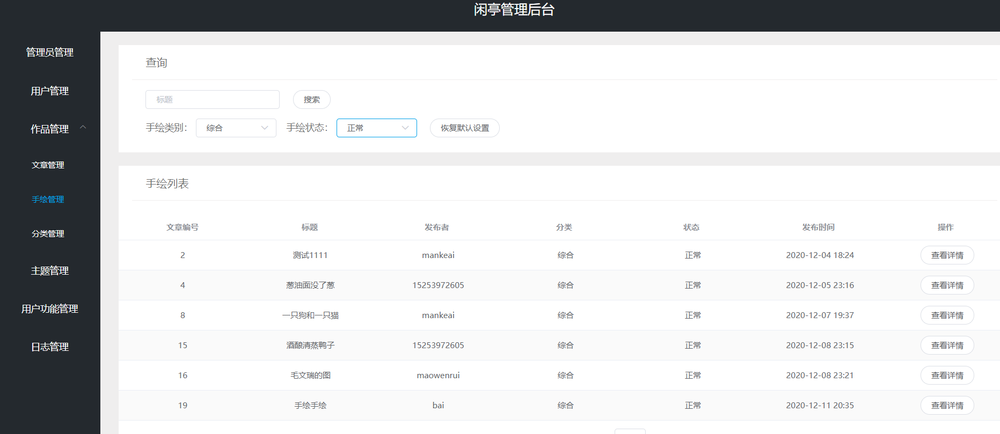 闲亭管理后台
管理员管理
用户管理
作品管理
文章管理
手绘管理
分类管理
主题管理
用户功能管理
日志管理
查询
标题 搜索
手绘类别： 综合 手绘状态： 正常 恢复默认设置
手绘列表
文章编号 标题 发布者 分类 状态 发布时间 操作
2 测试1111 mankeai 综合 正常 2020-12-04 18:24 查看详情
4 葱油面没了葱 15253972605 综合 正常 2020-12-05 23:16 查看详情
8 一只狗和一只猫 mankeai 综合 正常 2020-12-07 19:37 查看详情
15 酒酿清蒸鸭子 15253972605 综合 正常 2020-12-08 23:15 查看详情
16 毛文瑞的图 maowenrui 综合 正常 2020-12-08 23:21 查看详情
19 手绘手绘 bai 综合 正常 2020-12-11 20:35 查看详情